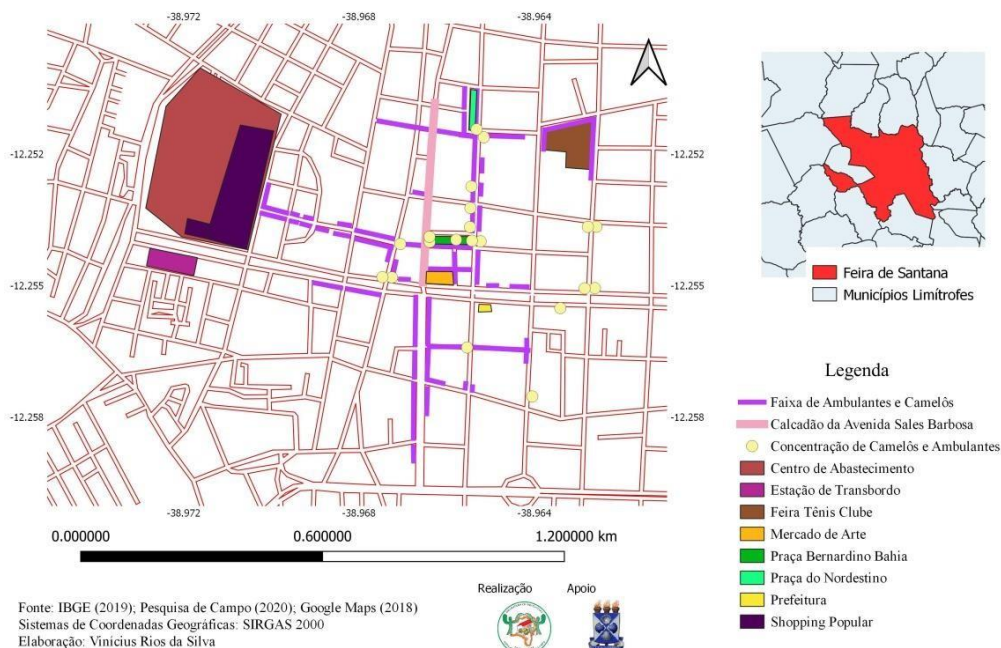 -38.972
-38.968
-38.964
-12.252
-12.252
-12.255
-12.255
-12.258
-12.258
-38.972
-38.968
-38.964
Feira de Santana
Municípios Limítrofes
Legenda
Faixa de Ambulantes e Camelôs
Calcadão da Avenida Sales Barbosa
Concentração de Camelôs e Ambulantes
Centro de Abastecimento
Estação de Transbordo
Feira Tênis Clube
Mercado de Arte
Praça Bernardino Bahia
Praça do Nordestino
Prefeitura
Shopping Popular
0.000000
0.600000
1.200000 km
Realização
Apoio
Fonte: IBGE (2019); Pesquisa de Campo (2020); Google Maps (2018)
Sistemas de Coordenadas Geográficas: SIRGAS 2000
Elaboração: Vinícius Rios da Silva